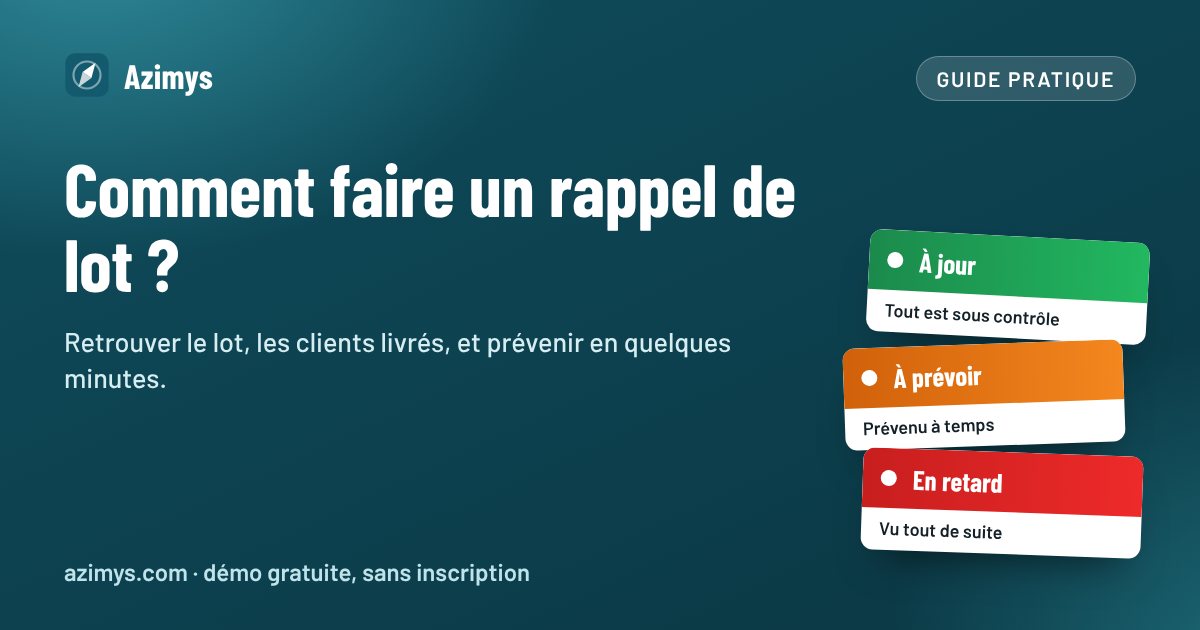 Azimys
GUIDE PRATIQUE
Comment faire un rappel de
lot ?
Retrouver le lot, les clients livrés, et prévenir en quelques
minutes.
À jour
Tout est sous contrôle
À prévoir
Prévenu à temps
En retard
Vu tout de suite
azimys.com · démo gratuite, sans inscription